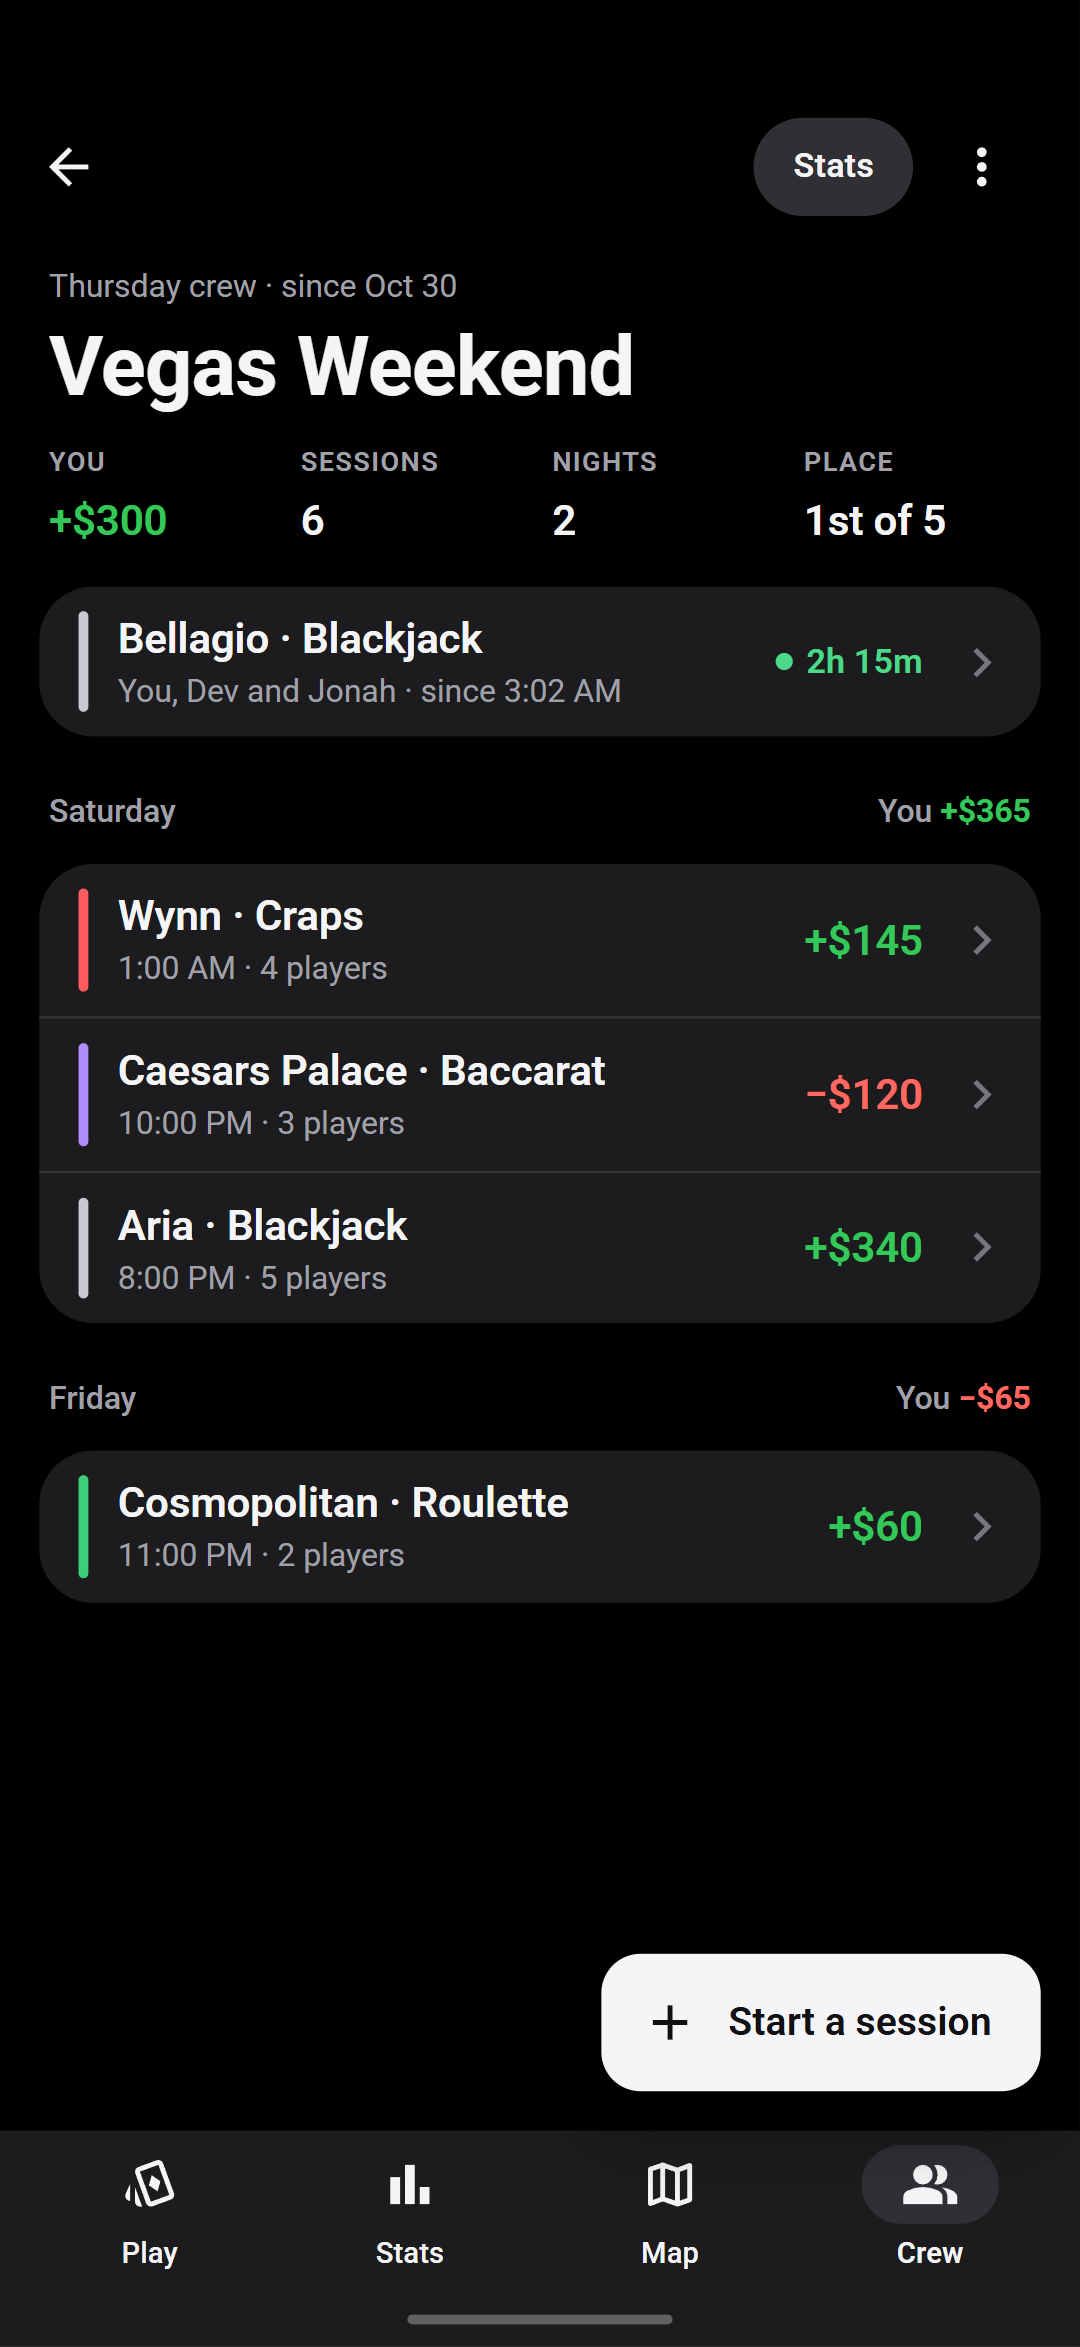 Stats
Thursday crew · since Oct 30
Vegas Weekend
YOU SESSIONS NIGHTS PLACE
+$300 6 2 1st of 5
Bellagio · Blackjack
You, Dev and Jonah · since 3:02 AM
2h 15m
Saturday You +$365
Wynn · Craps
1:00 AM · 4 players
+$145
Caesars Palace · Baccarat
10:00 PM · 3 players
−$120
Aria · Blackjack
8:00 PM · 5 players
+$340
Friday You −$65
Cosmopolitan · Roulette
11:00 PM · 2 players
+$60
Start a session
Play Stats Map Crew